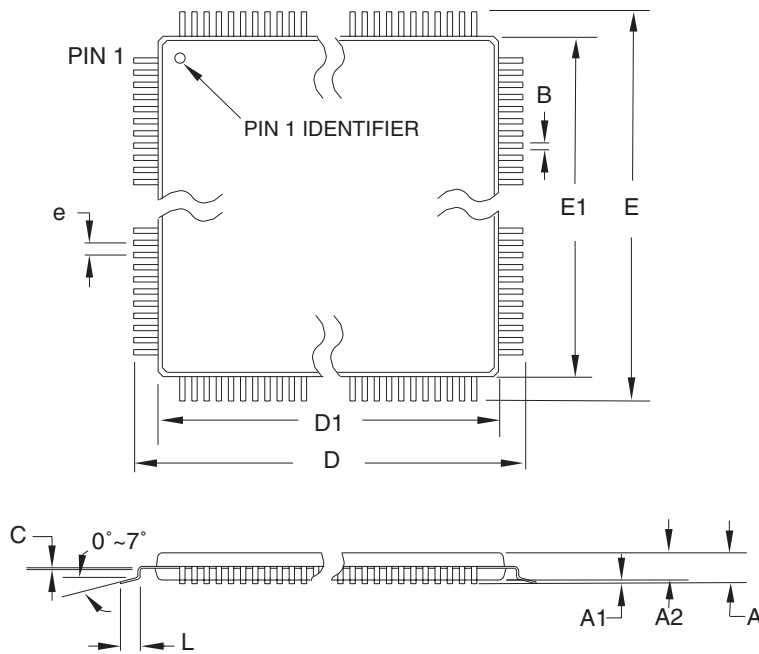 PIN 1
PIN 1 IDENTIFIER
B
e
E1
E
D1
D
C
0°~7°
L
A1
A2
A